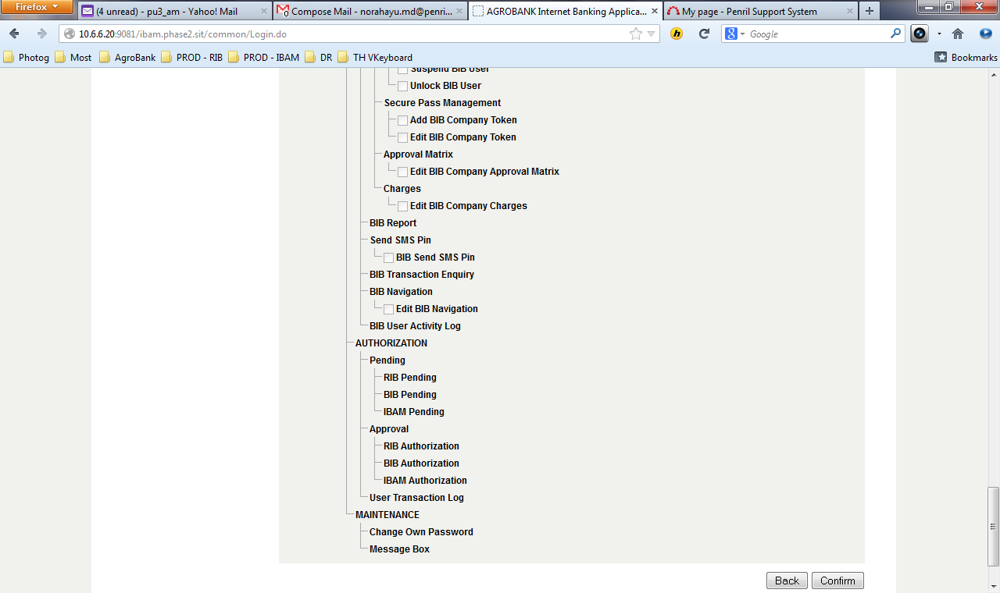 Firefox
(4 unread) - pu3_am - Yahoo! Mail
Compose Mail - norahayu.md@penri...
AGROBANK Internet Banking Applica...
My page - Penril Support System
10.6.6.20:9081/ibam.phase2.sit/common/Login.do
Google
Photog
Most
AgroBank
PROD - RIB
PROD - IBAM
DR
TH VKeyboard
Bookmarks
Suspend BIB User
Unlock BIB User
Secure Pass Management
Add BIB Company Token
Edit BIB Company Token
Approval Matrix
Edit BIB Company Approval Matrix
Charges
Edit BIB Company Charges
BIB Report
Send SMS Pin
BIB Send SMS Pin
BIB Transaction Enquiry
BIB Navigation
Edit BIB Navigation
BIB User Activity Log
AUTHORIZATION
Pending
RIB Pending
BIB Pending
IBAM Pending
Approval
RIB Authorization
BIB Authorization
IBAM Authorization
User Transaction Log
MAINTENANCE
Change Own Password
Message Box
Back
Confirm